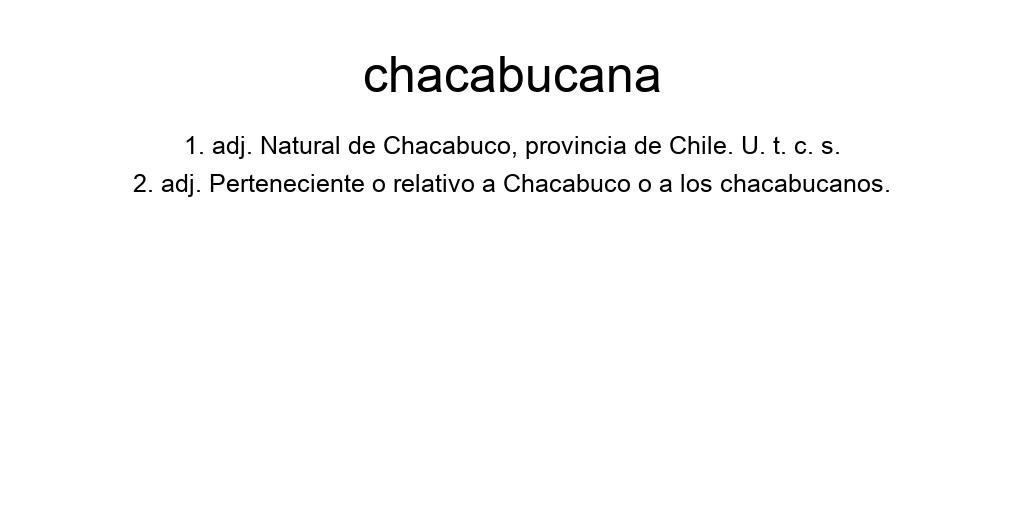 chacabucana
1. adj. Natural de Chacabuco, provincia de Chile. U. t. c. s.
2. adj. Perteneciente o relativo a Chacabuco o a los chacabucanos.